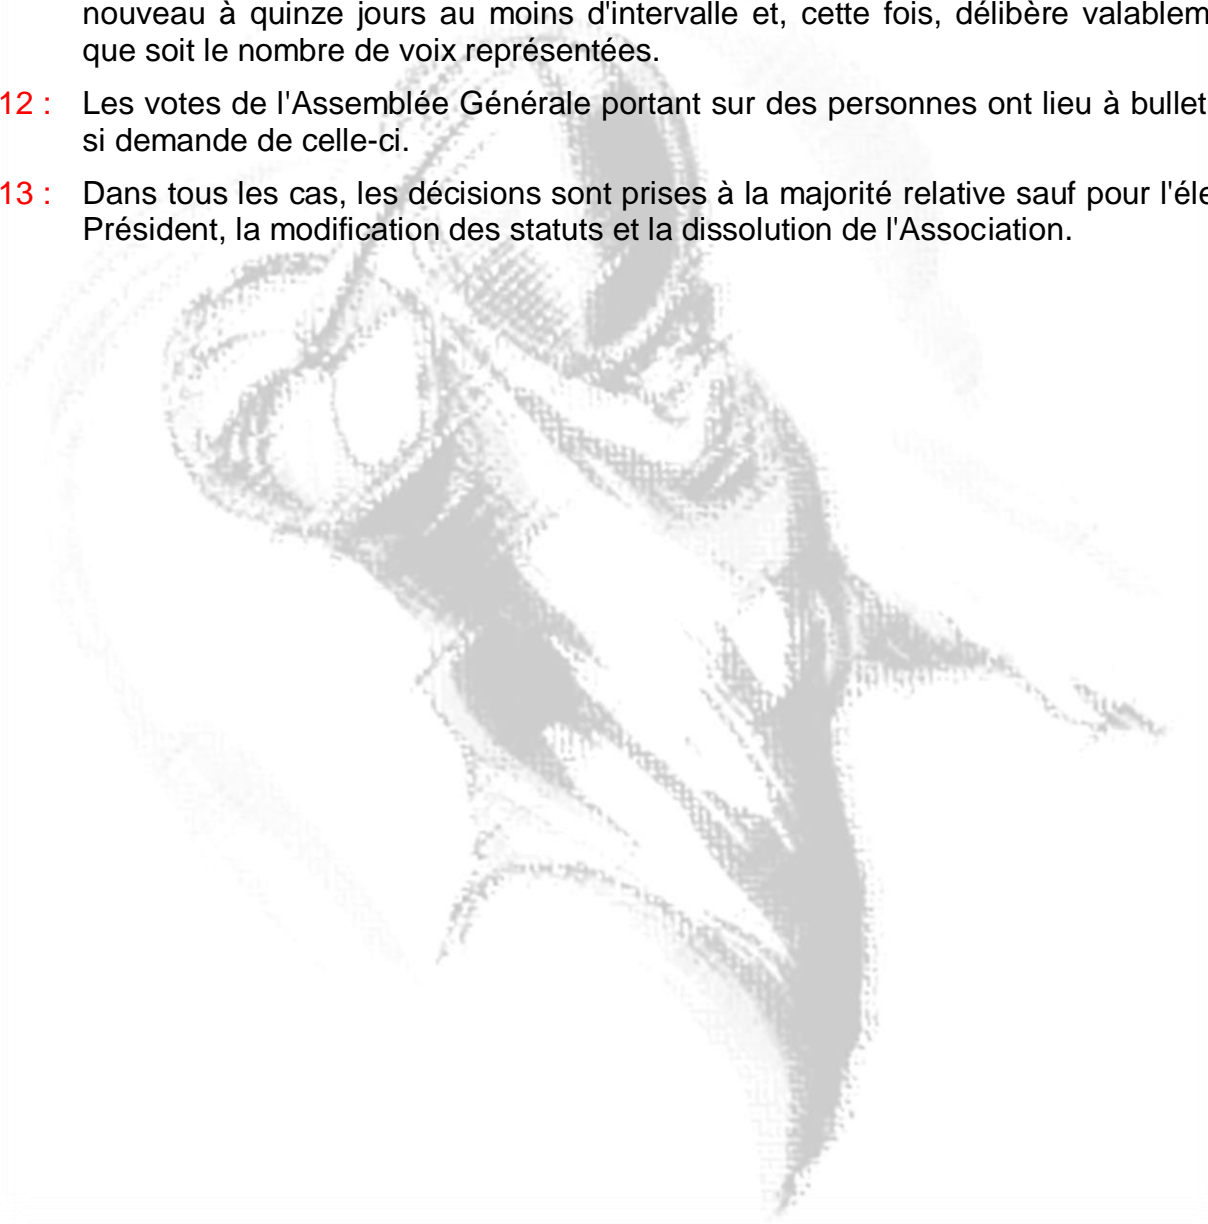 nouveau à quinze jours au moins d'intervalle et, cette fois, délibère valablem
que soit le nombre de voix représentées.
12 : Les votes de l'Assemblée Générale portant sur des personnes ont lieu à bullet
si demande de celle-ci.
13 : Dans tous les cas, les décisions sont prises à la majorité relative sauf pour l'éle
Président, la modification des statuts et la dissolution de l'Association.